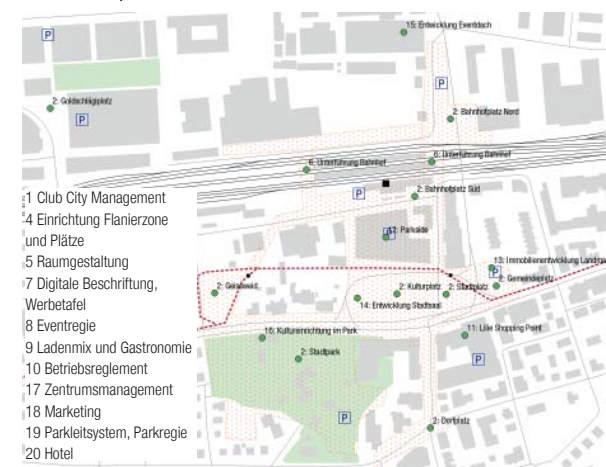 P
15: Entwicklung Eventdach
P
2: Goldschlägiplatz
P
2: Bahnhofplatz Nord
6: Unterführung Bahnhof
6: Unterführung Bahnhof
P
2: Bahnhofplatz Süd
1 Club City Management
4 Einrichtung Flanierzone
und Plätze
5 Raumgestaltung
7 Digitale Beschriftung,
Werbetafel
8 Eventregie
9 Ladenmix und Gastronomie
10 Betriebsreglement
17 Zentrumsmanagement
18 Marketing
19 Parkleitsystem, Parkregie
20 Hotel
12: Parkside
P
13: Immobilienentwicklung
P
2: Gemeindeplatz
2: Geissweid
2: Kulturplatz
2: Stadtplatz
14: Entwicklung Stadtsaal
16: Kultureinrichtung im Park
11: Lilie Shopping Point
2: Stadtpark
P
P
2: Dorfplatz